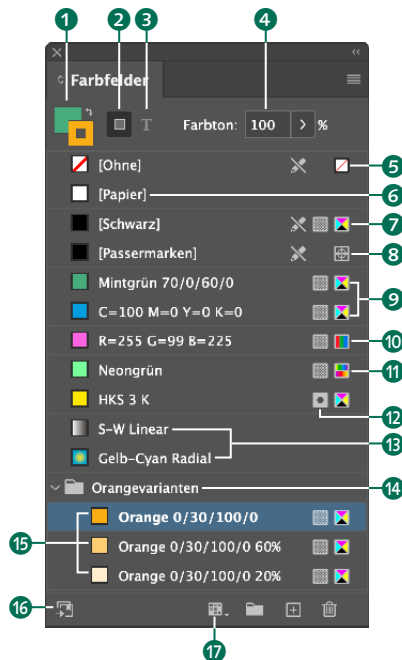 1 2 3 4
Farbfelder
T Farbton: 100 %
[Ohne] 5
[Papier] 6
[Schwarz] 7
[Passermarken] 8
Mintgrün 70/0/60/0
9
C=100 M=0 Y=0 K=0
R=255 G=99 B=225 10
Neongrün 11
HKS 3 K
12
S-W Linear
13
Gelb-Cyan Radial
Orangevarianten 14
Orange 0/30/100/0
15 Orange 0/30/100/0 60%
Orange 0/30/100/0 20%
16
17